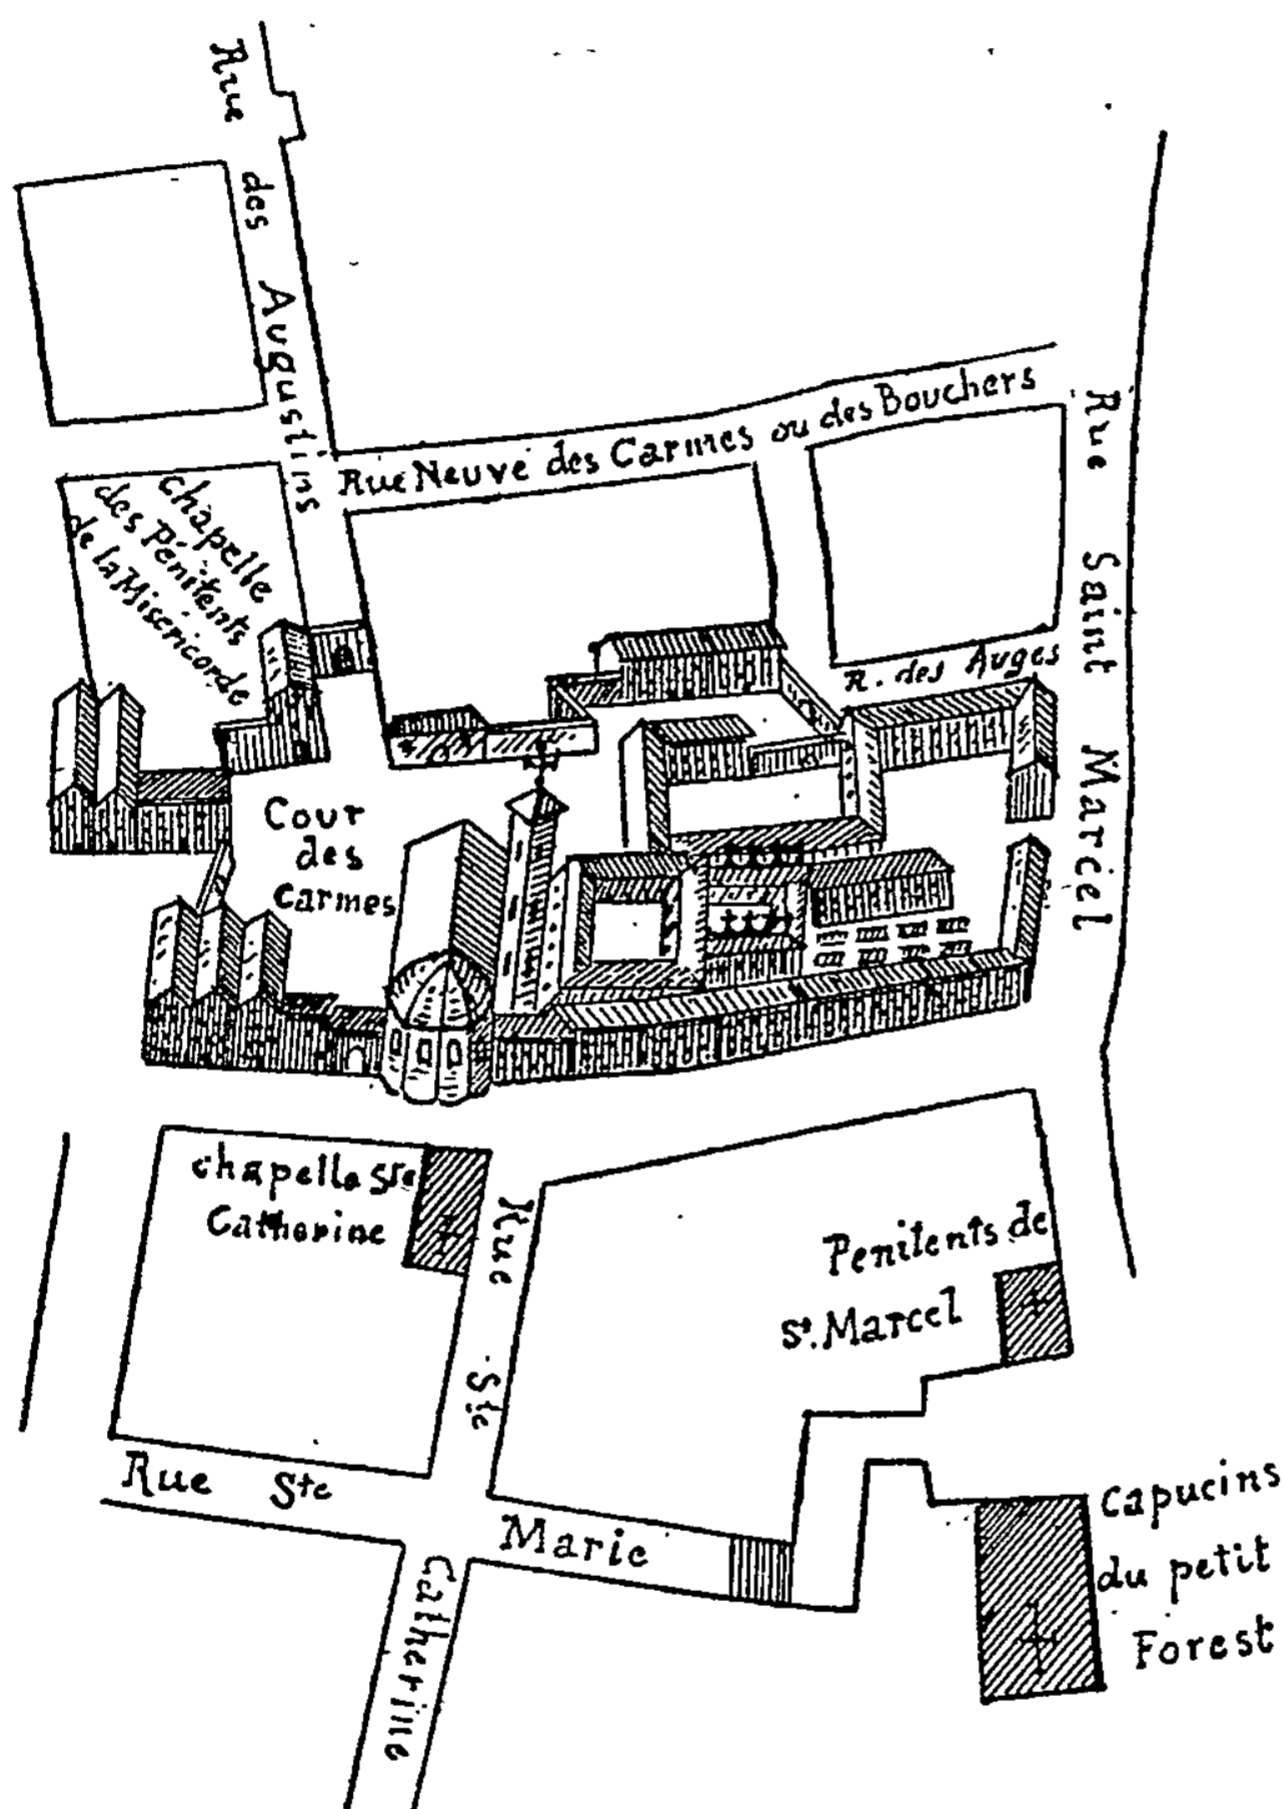 Rue des Augustins
Rue Neuve des Carmes ou des Bouchers
Rue Saint Marcel
chapelle
des Pénitents
de la Miséricorde
R. des Auges
Cour
des
Carmes
chapelle Ste
Catherine
Rue Ste Catherine
Penitents de
St. Marcel
Rue Ste Marie
Capucins
du petit
Forest